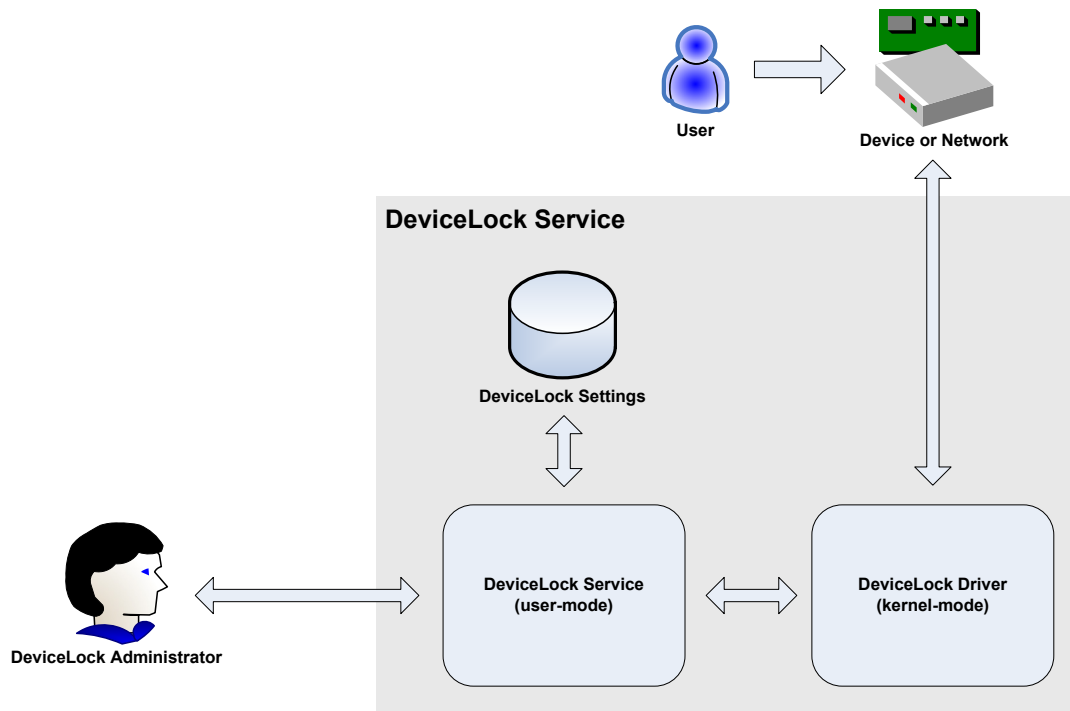 User
Device or Network
DeviceLock Service
DeviceLock Settings
DeviceLock Service
(user-mode)
DeviceLock Driver
(kernel-mode)
DeviceLock Administrator